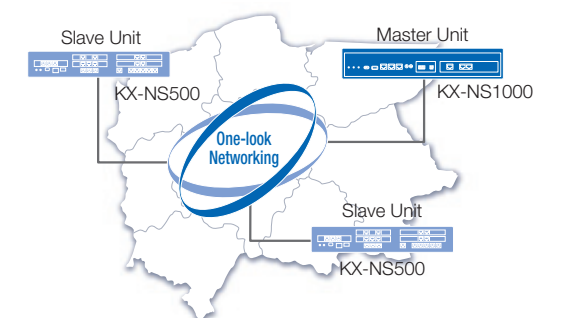 Slave Unit
KX-NS500
Master Unit
KX-NS1000
One-look
Networking
Slave Unit
KX-NS500